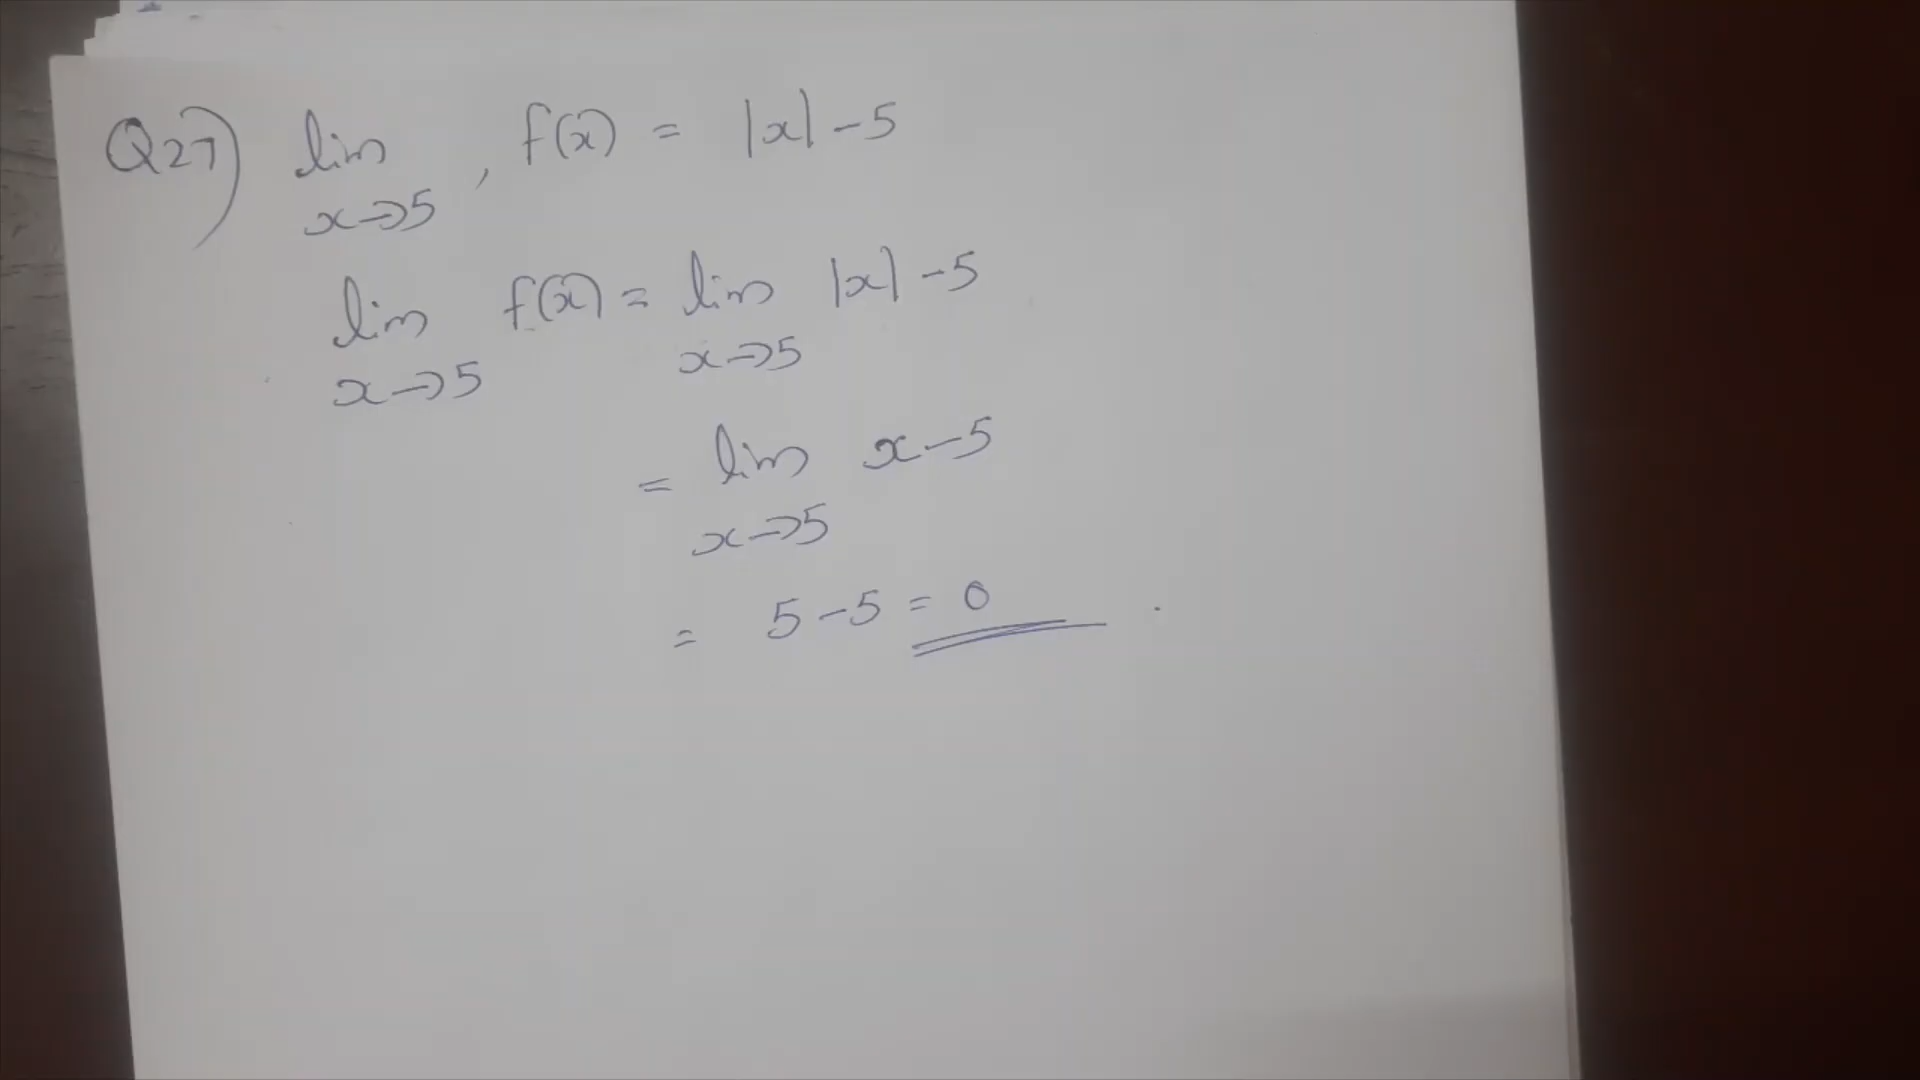 Q27) lim , f(x) = |x| - 5
x→5
lim f(x) = lim |x| - 5
x→5 x→5
= lim x - 5
x→5
= 5 - 5 = 0